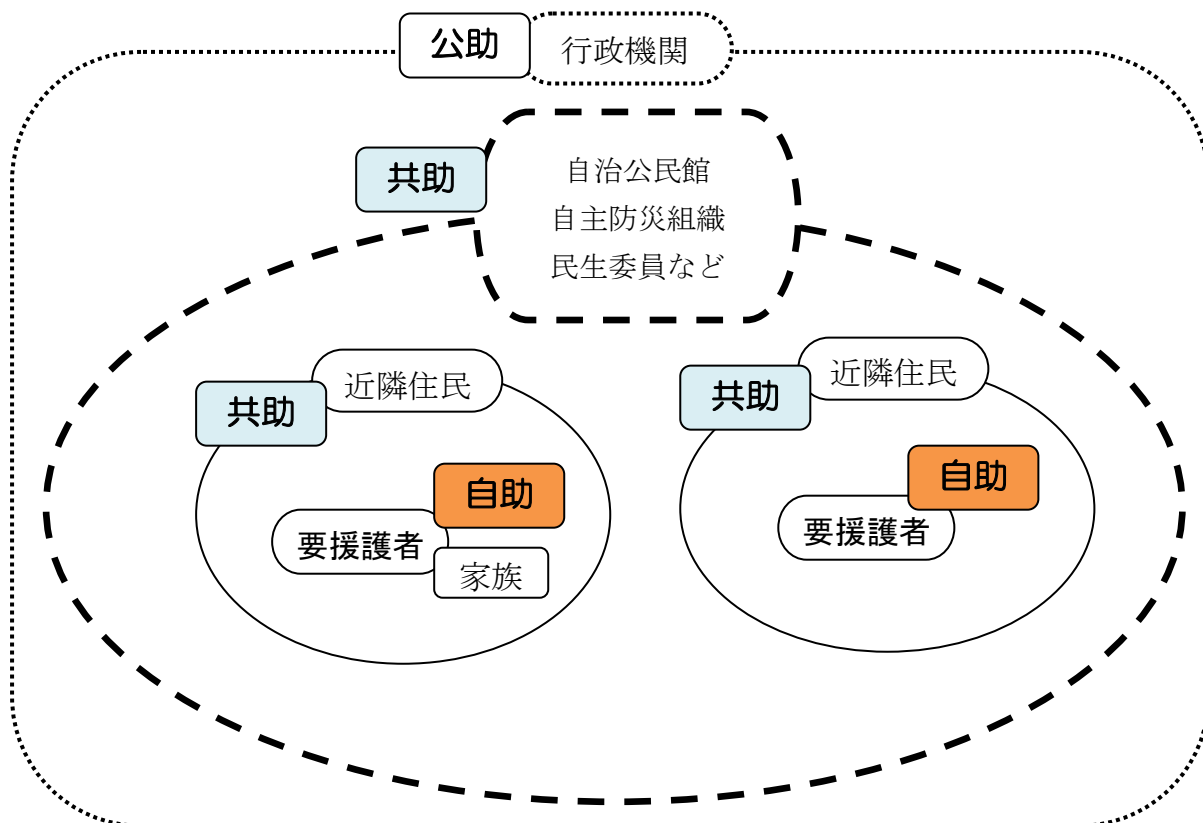 公助
行政機関
共助
自治公民館
自主防災組織
民生委員など
共助
近隣住民
自助
要援護者
家族
共助
近隣住民
自助
要援護者